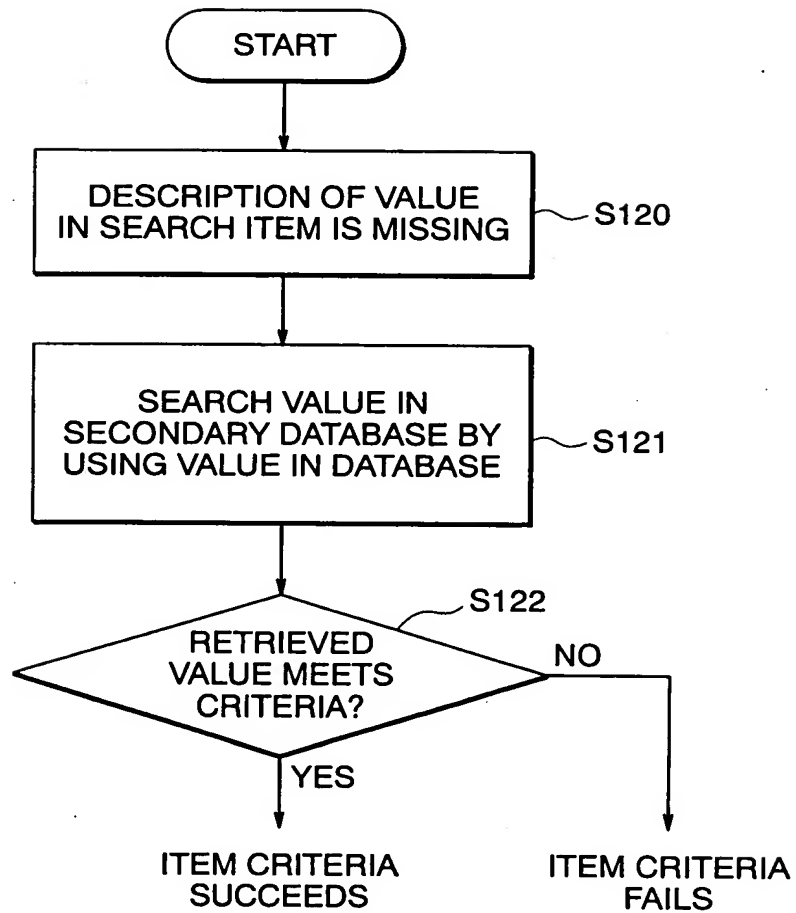 START
DESCRIPTION OF VALUE
IN SEARCH ITEM IS MISSING
S120
SEARCH VALUE IN
SECONDARY DATABASE BY
USING VALUE IN DATABASE
S121
S122
RETRIEVED
VALUE MEETS
CRITERIA?
NO
YES
ITEM CRITERIA
SUCCEEDS
ITEM CRITERIA
FAILS